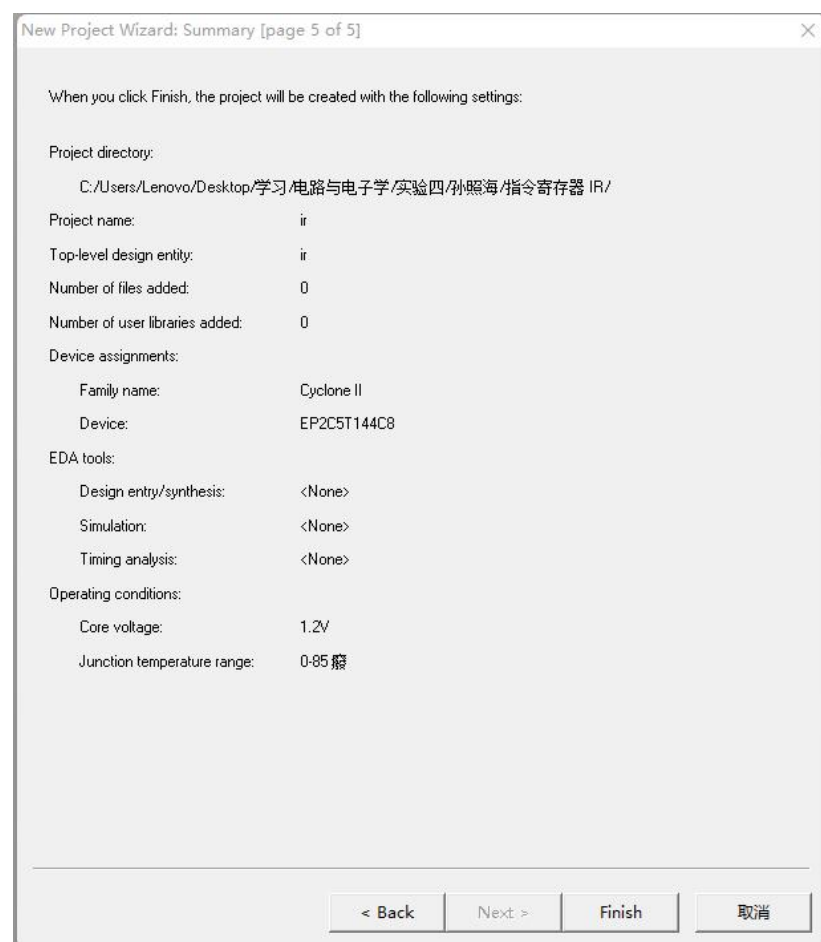 New Project Wizard: Summary [page 5 of 5]
When you click Finish, the project will be created with the following settings:
Project directory:
C:/Users/Lenovo/Desktop/学习/电路与电子学/实验四/孙照海/指令寄存器 IR/
Project name: ir
Top-level design entity: ir
Number of files added: 0
Number of user libraries added: 0
Device assignments:
Family name: Cyclone II
Device: EP2C5T144C8
EDA tools:
Design entry/synthesis: <None>
Simulation: <None>
Timing analysis: <None>
Operating conditions:
Core voltage: 1.2V
Junction temperature range: 0-85 癈
< Back Next > Finish 取消